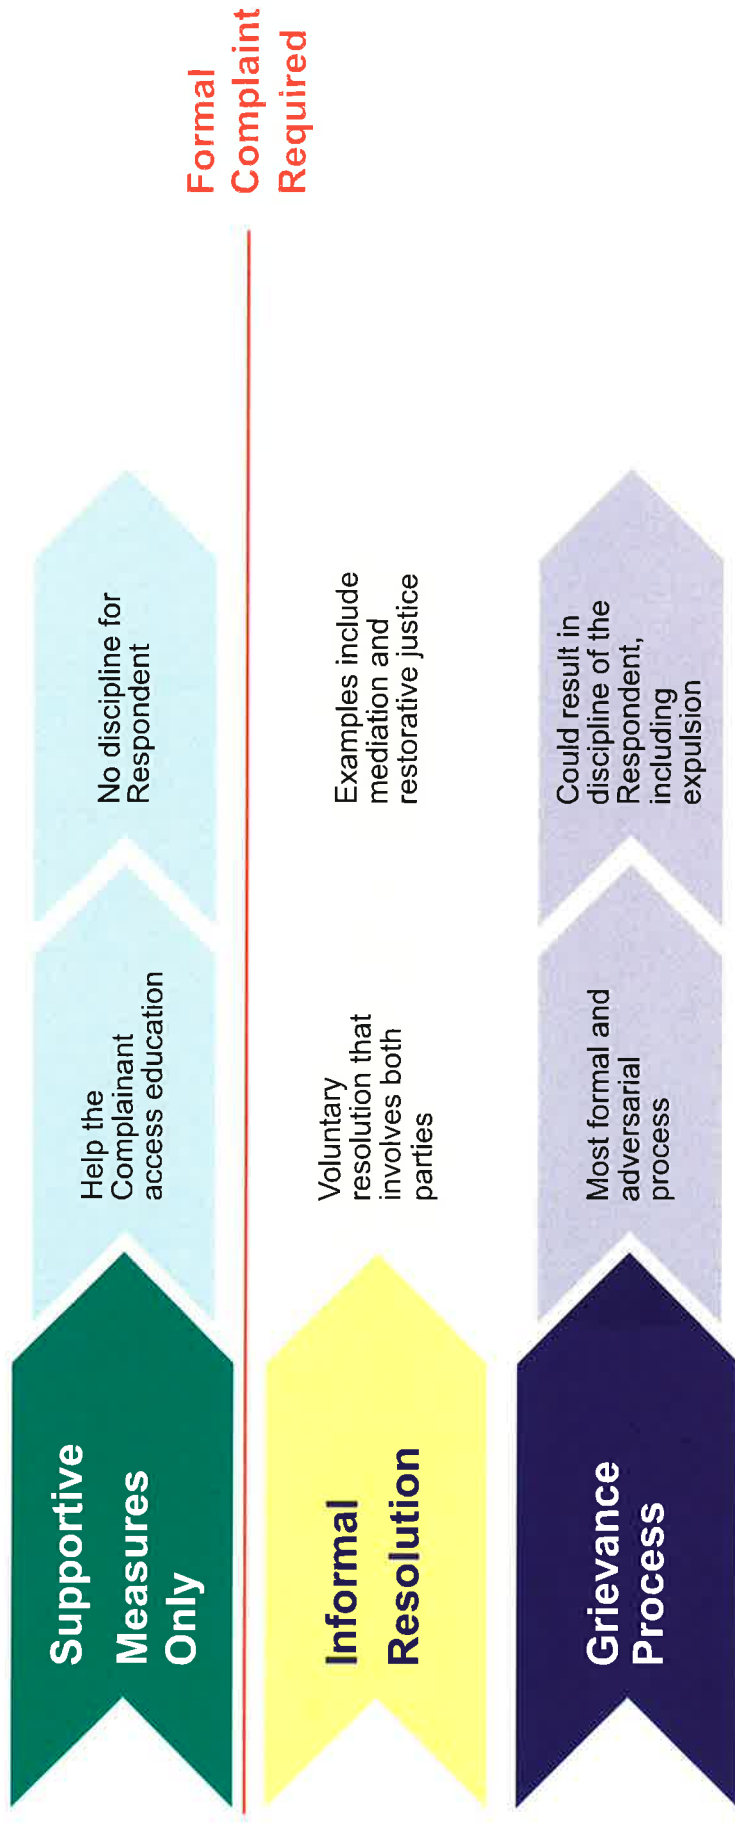 Supportive
Measures
Only
Help the
Complainant
access education
No discipline for
Respondent
Formal
Complaint
Required
Informal
Resolution
Voluntary
resolution that
involves both
parties
Examples include
mediation and
restorative justice
Grievance
Process
Most formal and
adversarial
process
Could result in
discipline of the
Respondent,
including
expulsion